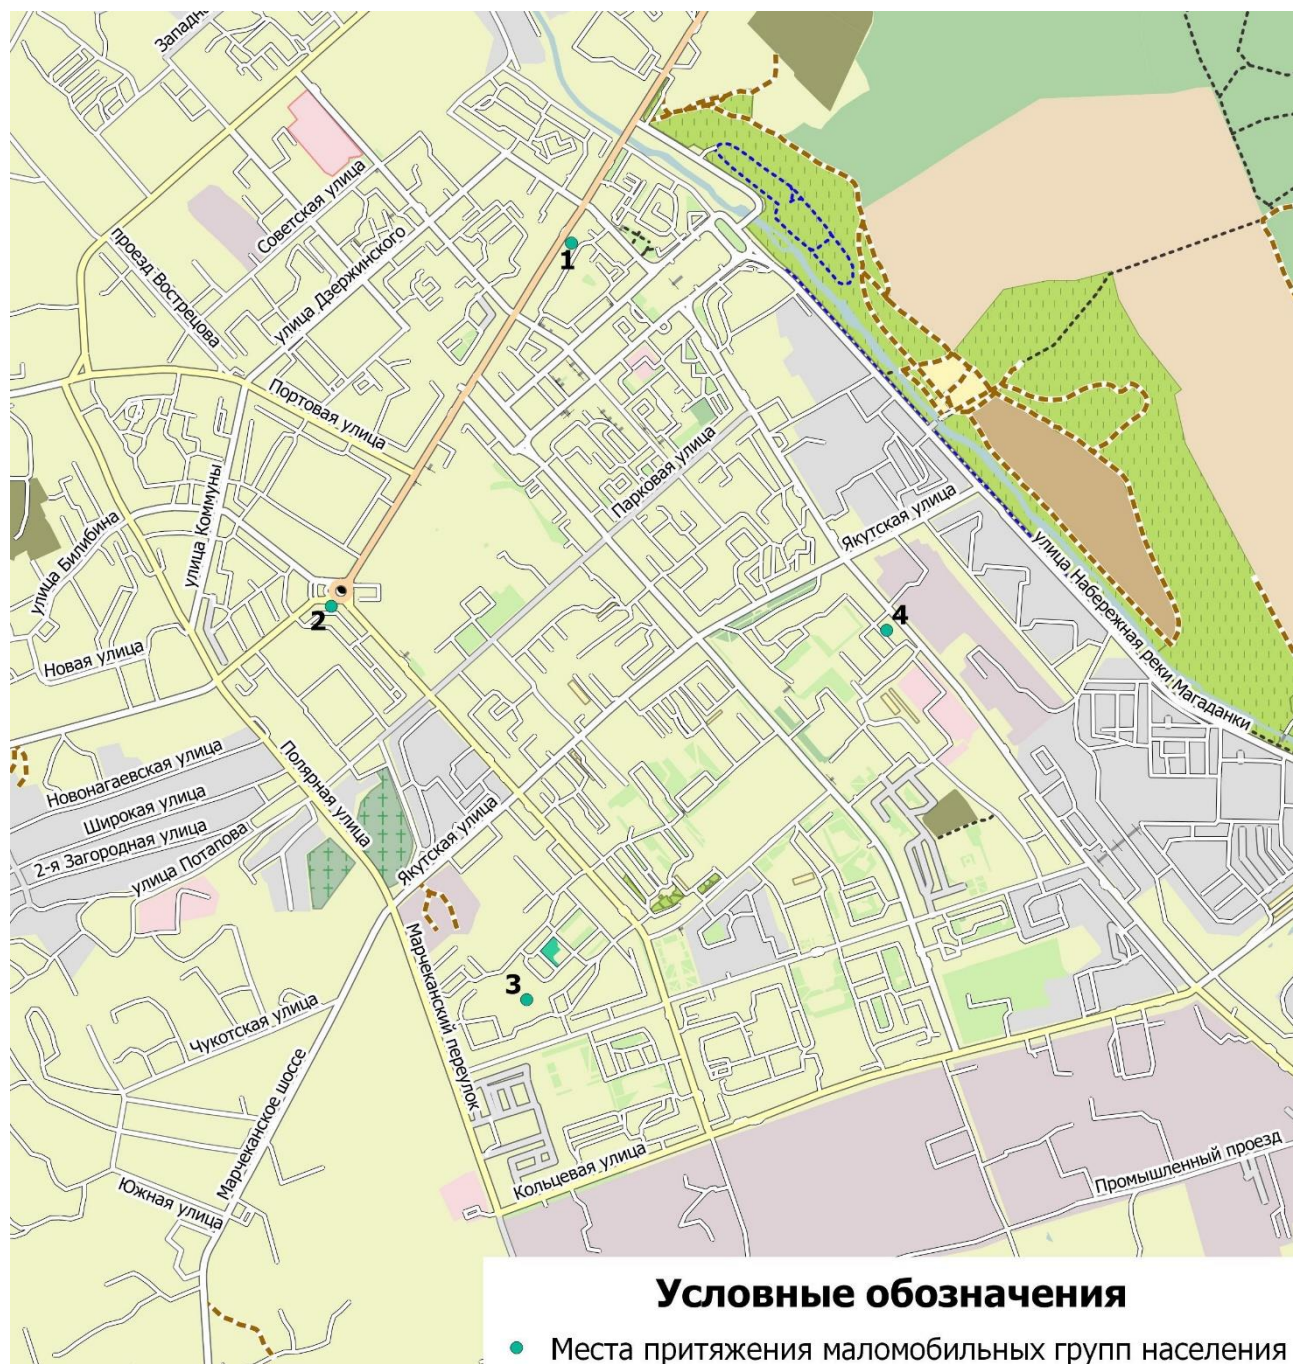 Западна
Советская улица
проезд Вострецова
улица Дзержинского
1
Портовая улица
Парковая улица
улица Коммуны
улица Билибина
Якутская улица
улица Набережная реки Магаданки
2
4
Новая улица
Новонагаевская улица
Широкая улица
2-я Загородная улица
улица Потапова
Полярная улица
Якутская улица
Марчеканский переулок
3
Чукотская улица
Марчеканское шоссе
Южная улица
Кольцевая улица
Промышленный проезд
Условные обозначения
Места притяжения маломобильных групп населения